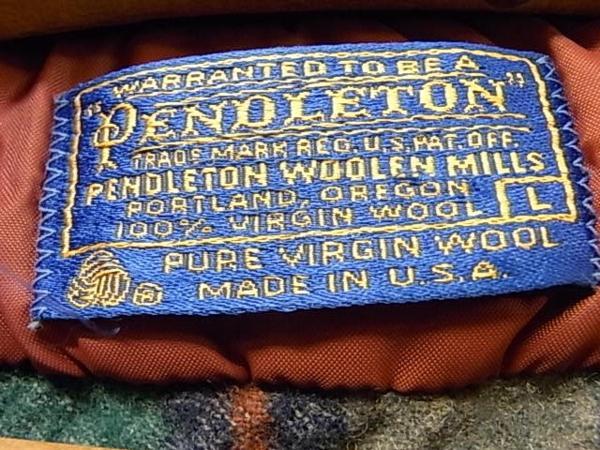 WARRANTED TO BE A
"PENDLETON"
TRADE MARK REG. U.S. PAT. OFF.
PENDLETON WOOLEN MILLS
PORTLAND, OREGON
100% VIRGIN WOOL L
PURE VIRGIN WOOL
® MADE IN U.S.A.